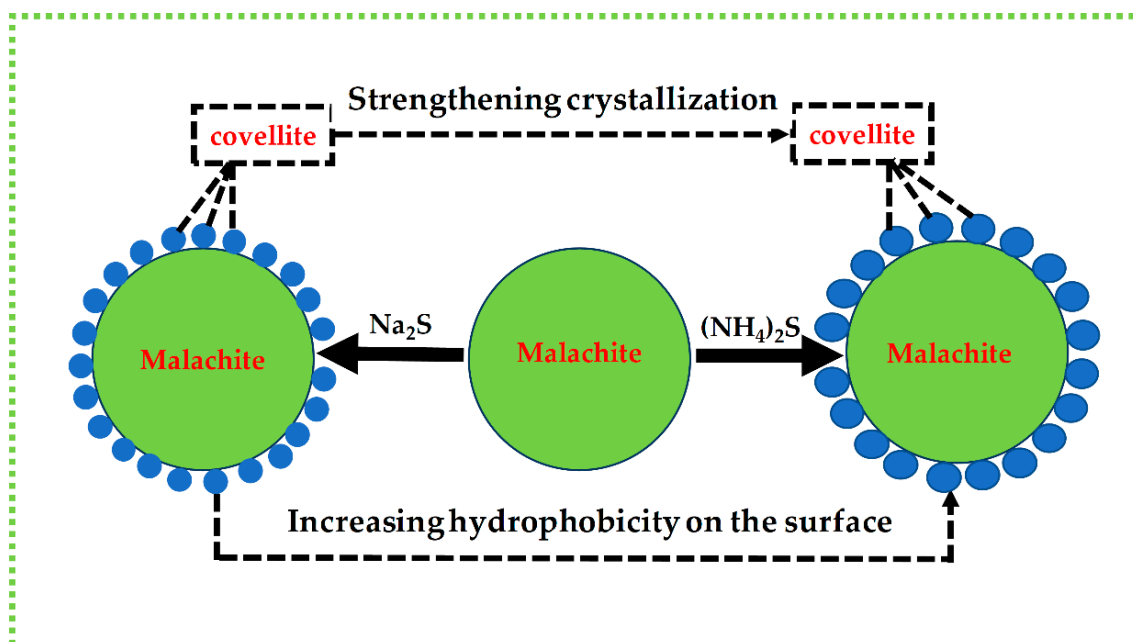 Strengthening crystallization
covellite
covellite
Na₂S
(NH₄)₂S
Malachite
Malachite
Malachite
Increasing hydrophobicity on the surface